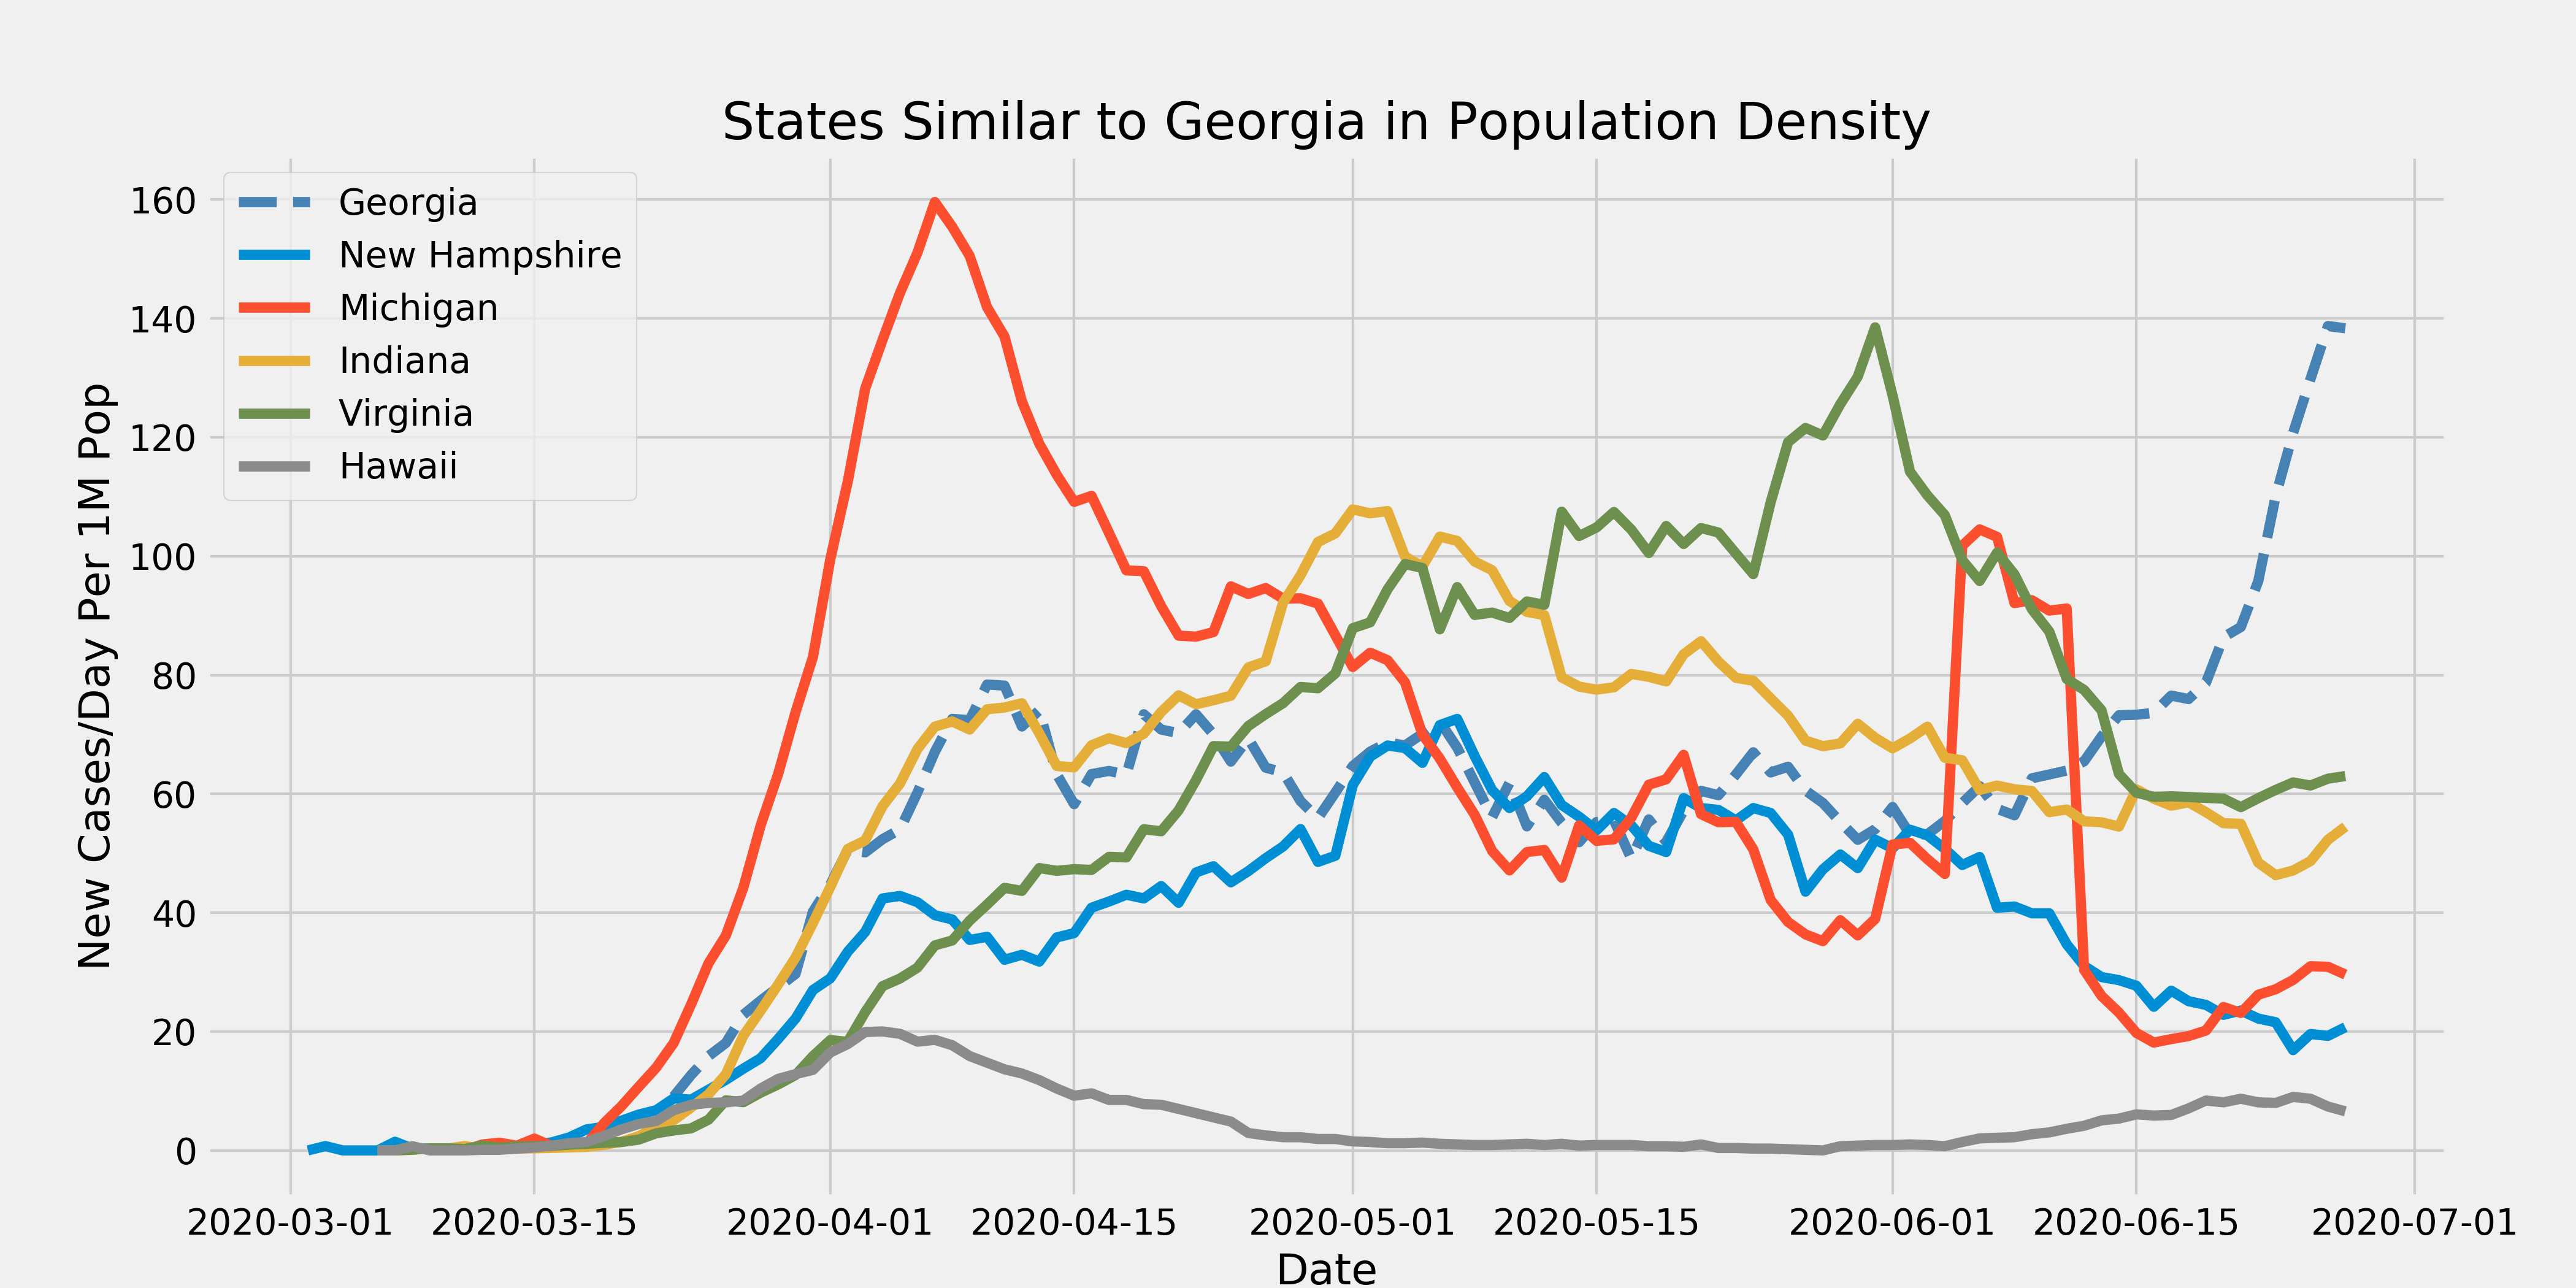 States Similar to Georgia in Population Density
Georgia
New Hampshire
Michigan
Indiana
Virginia
Hawaii
New Cases/Day Per 1M Pop
160
140
120
100
80
60
40
20
0
2020-03-01 2020-03-15 2020-04-01 2020-04-15 2020-05-01 2020-05-15 2020-06-01 2020-06-15 2020-07-01
Date